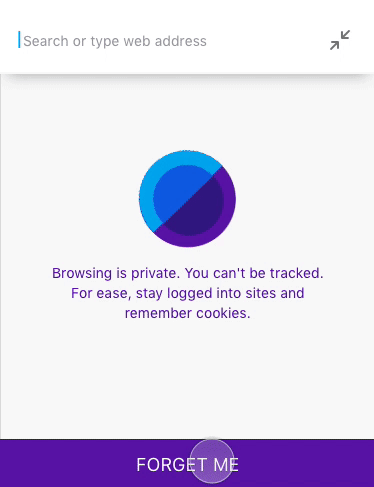 Search or type web address
Browsing is private. You can't be tracked.
For ease, stay logged into sites and
remember cookies.
FORGET ME